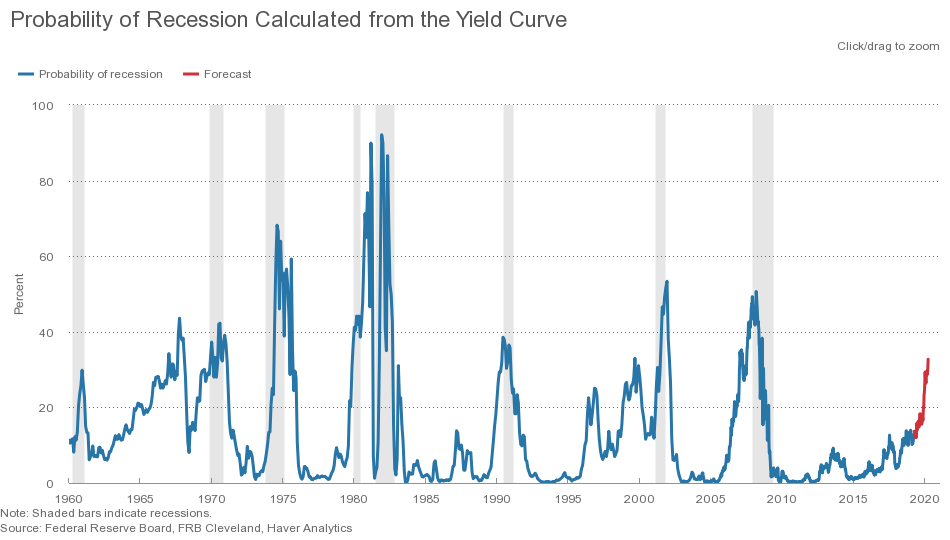 Probability of Recession Calculated from the Yield Curve
Click/drag to zoom
Probability of recession
Forecast
100
80
60
40
20
0
Percent
1960 1965 1970 1975 1980 1985 1990 1995 2000 2005 2010 2015 2020
Note: Shaded bars indicate recessions.
Source: Federal Reserve Board, FRB Cleveland, Haver Analytics